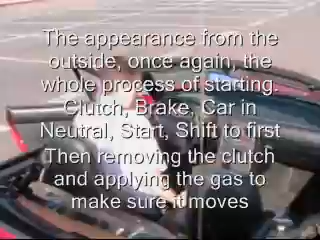 The appearance from the
outside, once again, the
whole process of starting.
Clutch, Brake, Car in
Neutral, Start, Shift to first
Then removing the clutch
and applying the gas to
make sure it moves